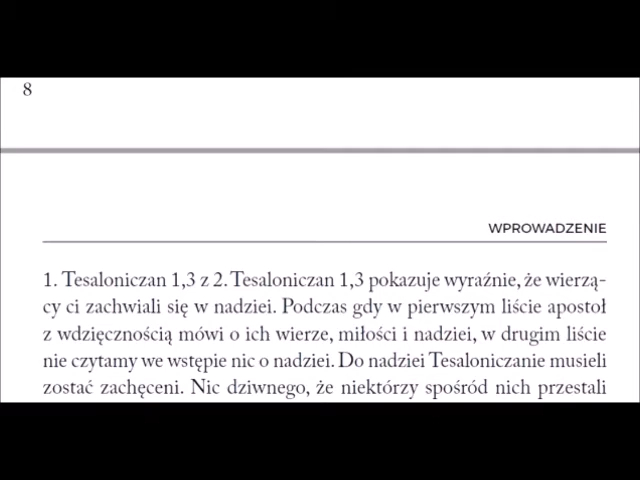 8
WPROWADZENIE
1. Tesaloniczan 1,3 z 2. Tesaloniczan 1,3 pokazuje wyraźnie, że wierzą-
cy ci zachwiali się w nadziei. Podczas gdy w pierwszym liście apostoł
z wdzięcznością mówi o ich wierze, miłości i nadziei, w drugim liście
nie czytamy we wstępie nic o nadziei. Do nadziei Tesaloniczanie musieli
zostać zachęceni. Nic dziwnego, że niektórzy spośród nich przestali